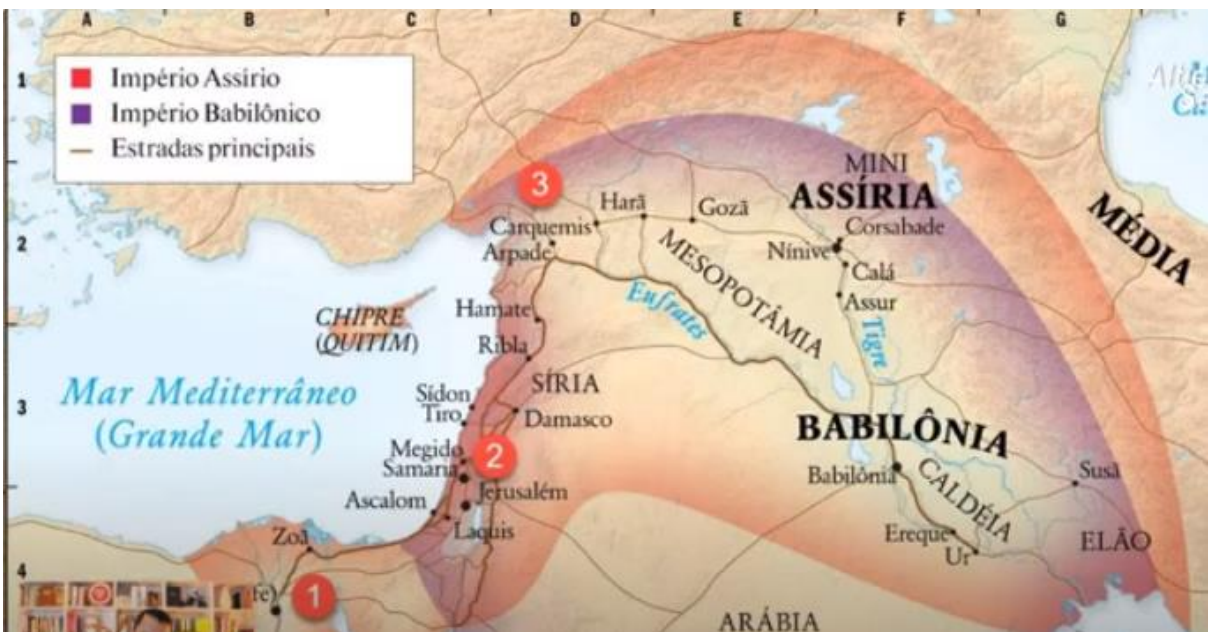 A B C D E F G
1
Império Assírio
Império Babilônico
Estradas principais
MINI
ASSÍRIA
MÉDIA
3
Harã
Gozã
Corsabade
2
Carquemis
Arpade
Nínive
Calá
MESOPOTÁMIA
Assur
Eufrates
Tigre
CHIPRE
(QUITIM)
Hamate
Ribla
SÍRIA
Mar Mediterrâneo
(Grande Mar)
3
Sídon
Tiro
Damasco
BABILÔNIA
Megido
2
Samaria
Babilônia
CALDÉIA
Susã
Ascalom
Jerusalém
Laquis
Zoã
Ereque
Ur
ELÃO
4
1
ARÁBIA